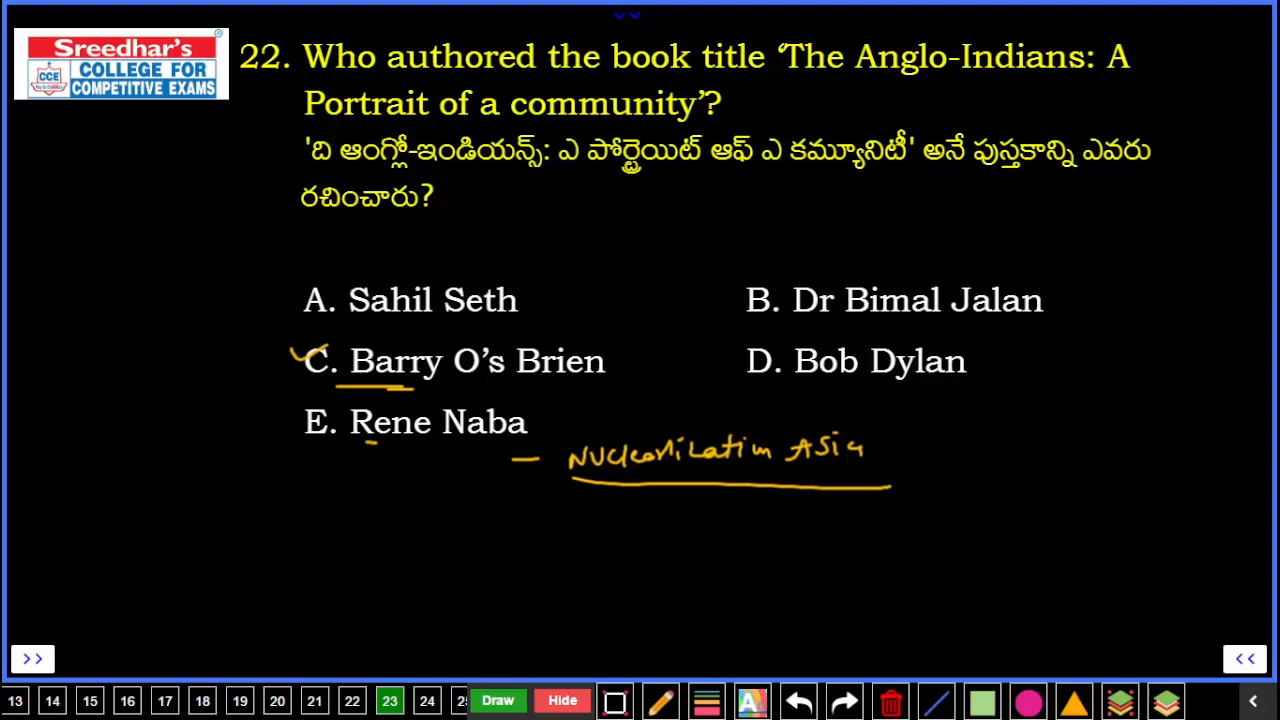 Sreedhar's
CCE
COLLEGE FOR
COMPETITIVE EXAMS
22. Who authored the book title 'The Anglo-Indians: A
Portrait of a community'?
'ది ఆంగ్లో-ఇండియన్స్: ఎ పోర్ట్రెయిట్ ఆఫ్ ఎ కమ్యూనిటీ' అనే పుస్తకాన్ని ఎవరు
రచించారు?
A. Sahil Seth B. Dr Bimal Jalan
C. Barry O's Brien D. Bob Dylan
E. Rene Naba
Asia
>> <<
13 14 15 16 17 18 19 20 21 22 23 24 Draw Hide